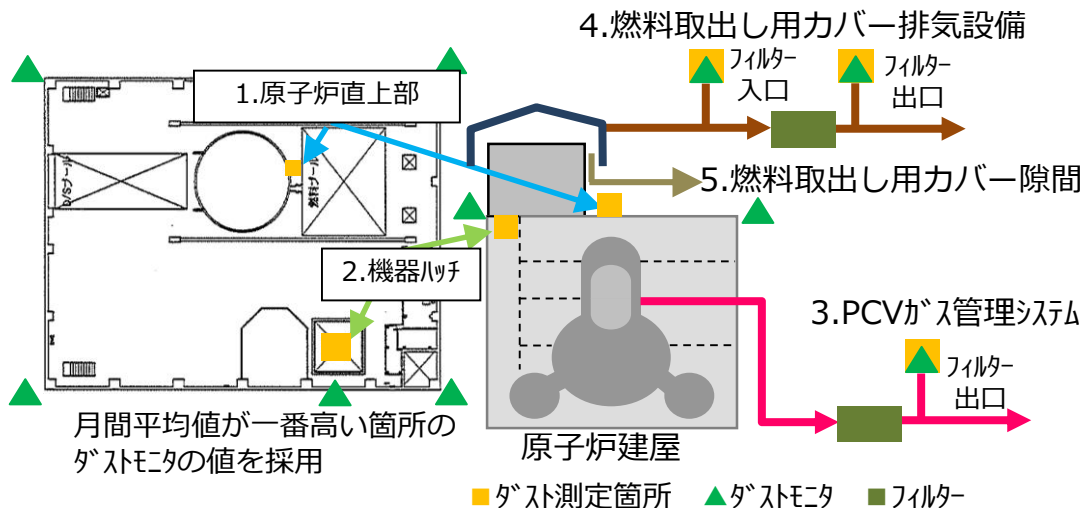 4.燃料取出し用カバー排気設備
ﾌｨﾙﾀｰ
入口
ﾌｨﾙﾀｰ
出口
1.原子炉直上部
D/Sプール
燃料プール
5.燃料取出し用カバー隙間
2.機器ﾊｯﾁ
3.PCVｶﾞｽ管理ｼｽﾃﾑ
ﾌｨﾙﾀｰ
出口
月間平均値が一番高い箇所の
ﾀﾞｽﾄﾓﾆﾀの値を採用
原子炉建屋
ﾀﾞｽﾄ測定箇所 ﾀﾞｽﾄﾓﾆﾀ ﾌｨﾙﾀｰ